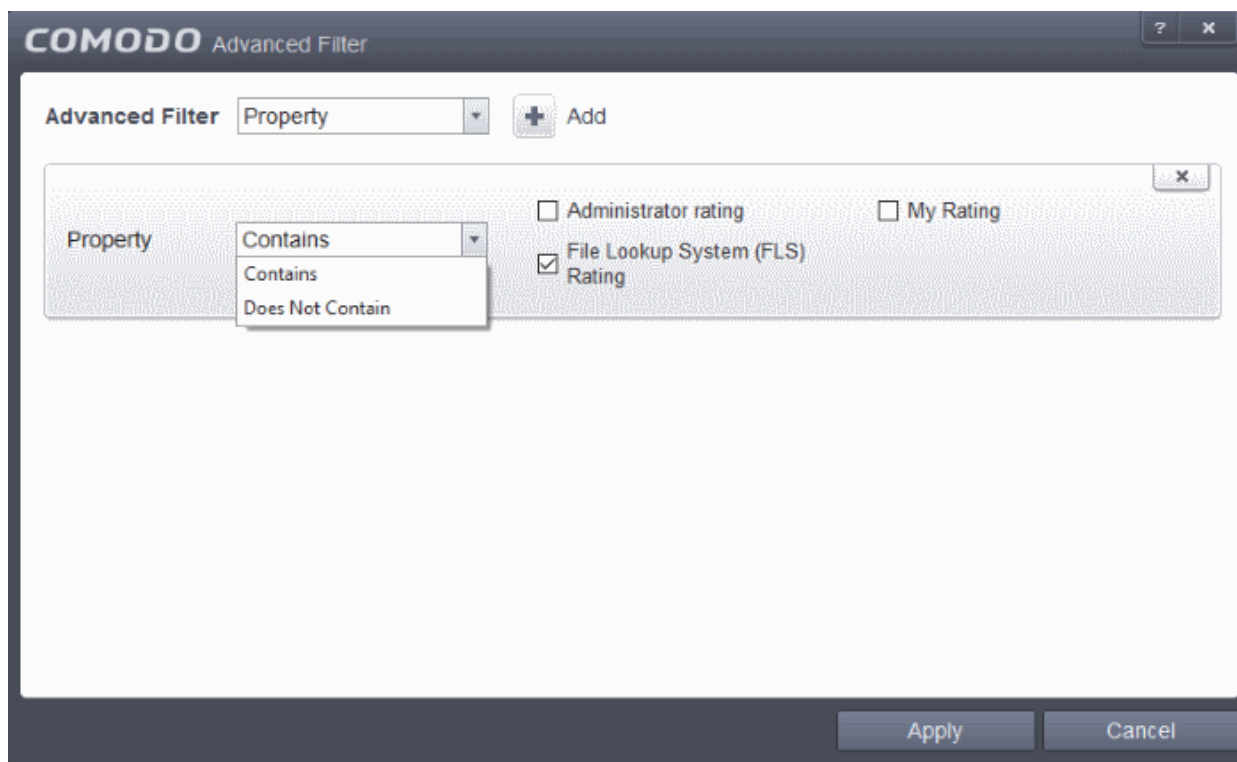 COMODO Advanced Filter ? ×
Advanced Filter Property + Add
×
Administrator rating My Rating
Property Contains
File Lookup System (FLS)
Rating
Contains
Does Not Contain
Apply Cancel